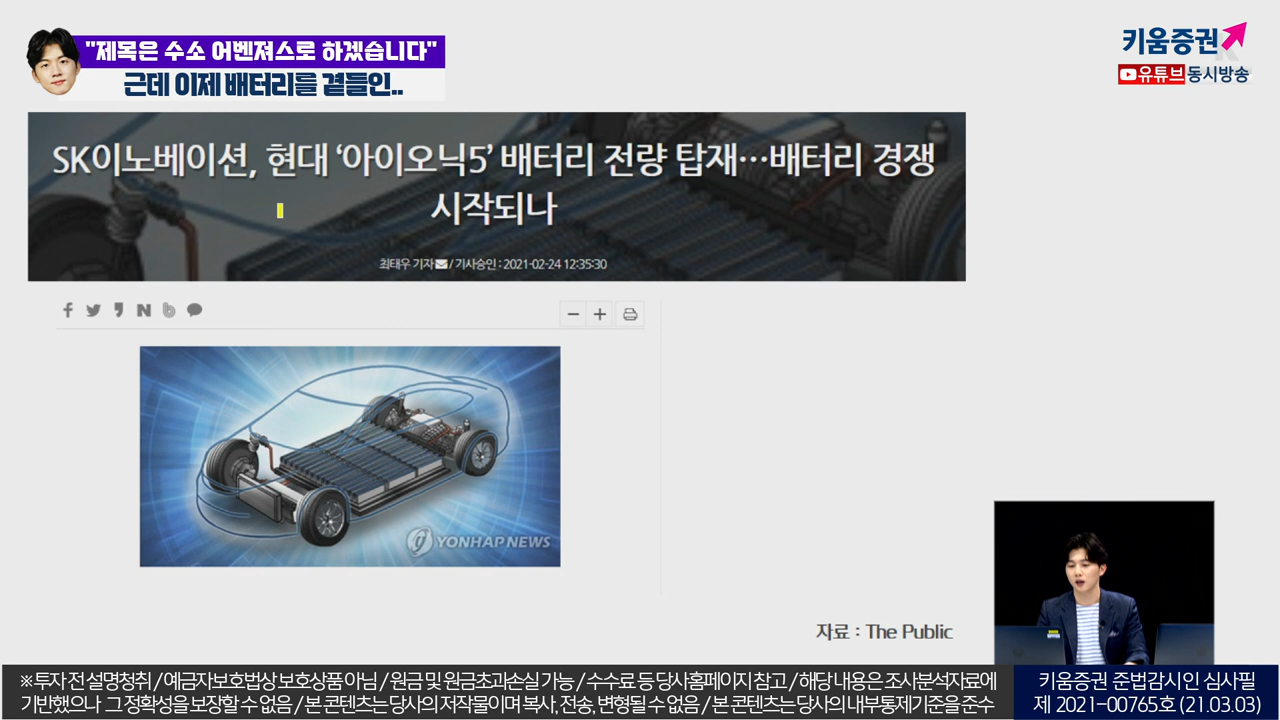 "제목은 수소 어벤져스로 하겠습니다"
근데 이제 배터리를 곁들인..
키움증권
유튜브 동시방송
SK이노베이션, 현대 ‘아이오닉5’ 배터리 전량 탑재…배터리 경쟁
시작되나
최태우 기자 / 기사승인 : 2021-02-24 12:35:30
YONHAP NEWS
자료 : The Public
※ 투자 전 설명청취 / 예금자보호법상 보호상품 아님 / 원금 및 원금초과손실 가능 / 수수료 등 당사홈페이지 참고 / 해당 내용은 조사분석자료에
기반했으나 그 정확성을 보장할 수 없음 / 본 콘텐츠는 당사의 저작물이며 복사, 전송, 변형될 수 없음 / 본 콘텐츠는 당사의 내부통제기준을 준수
키움증권 준법감시인 심사필
제 2021-00765호 (21.03.03)